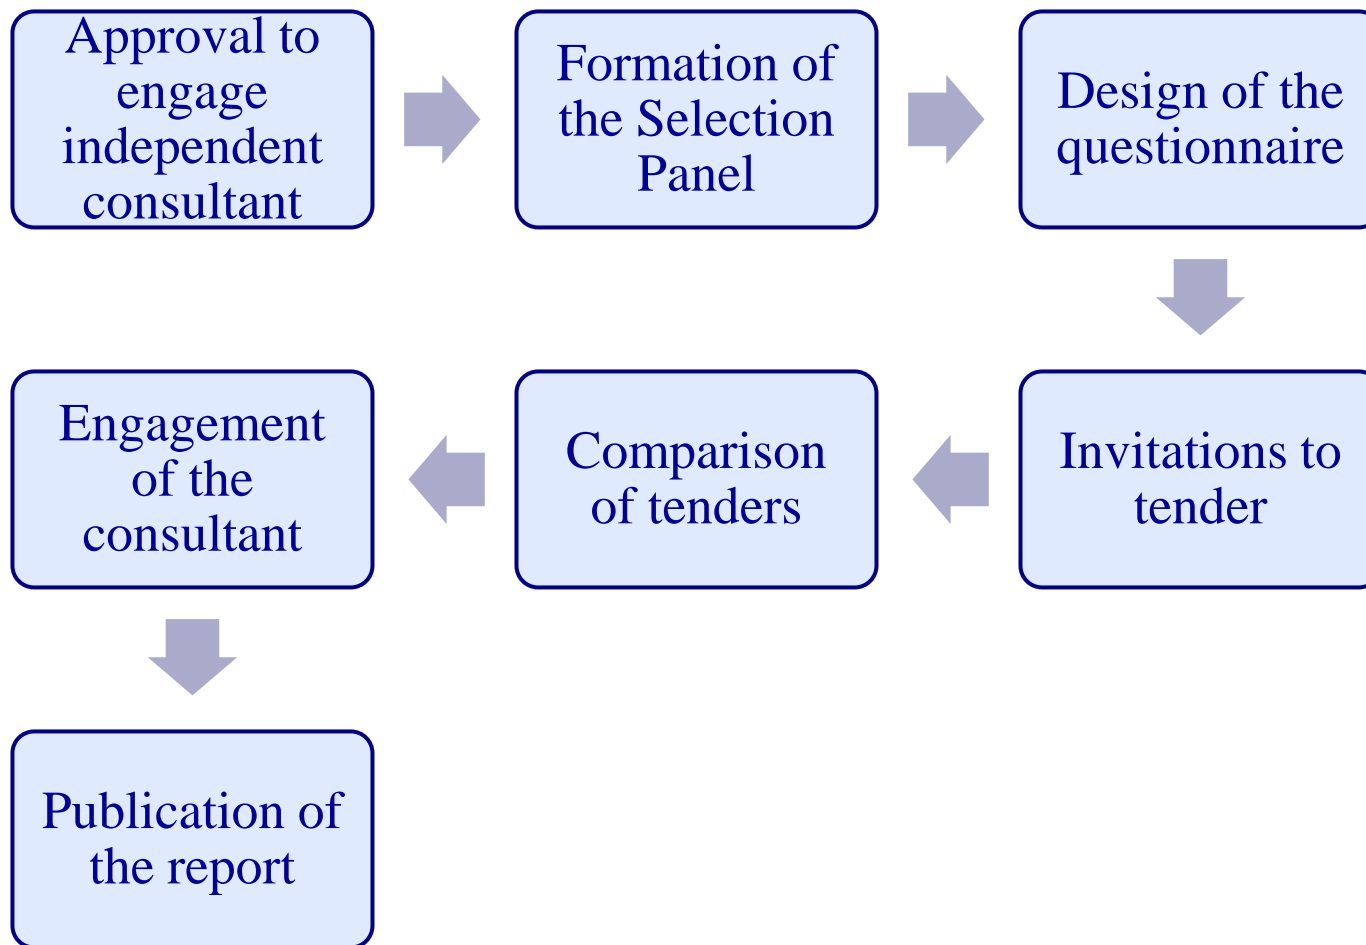 Approval to
engage
independent
consultant
Formation of
the Selection
Panel
Design of the
questionnaire
Invitations to
tender
Comparison
of tenders
Engagement
of the
consultant
Publication of
the report